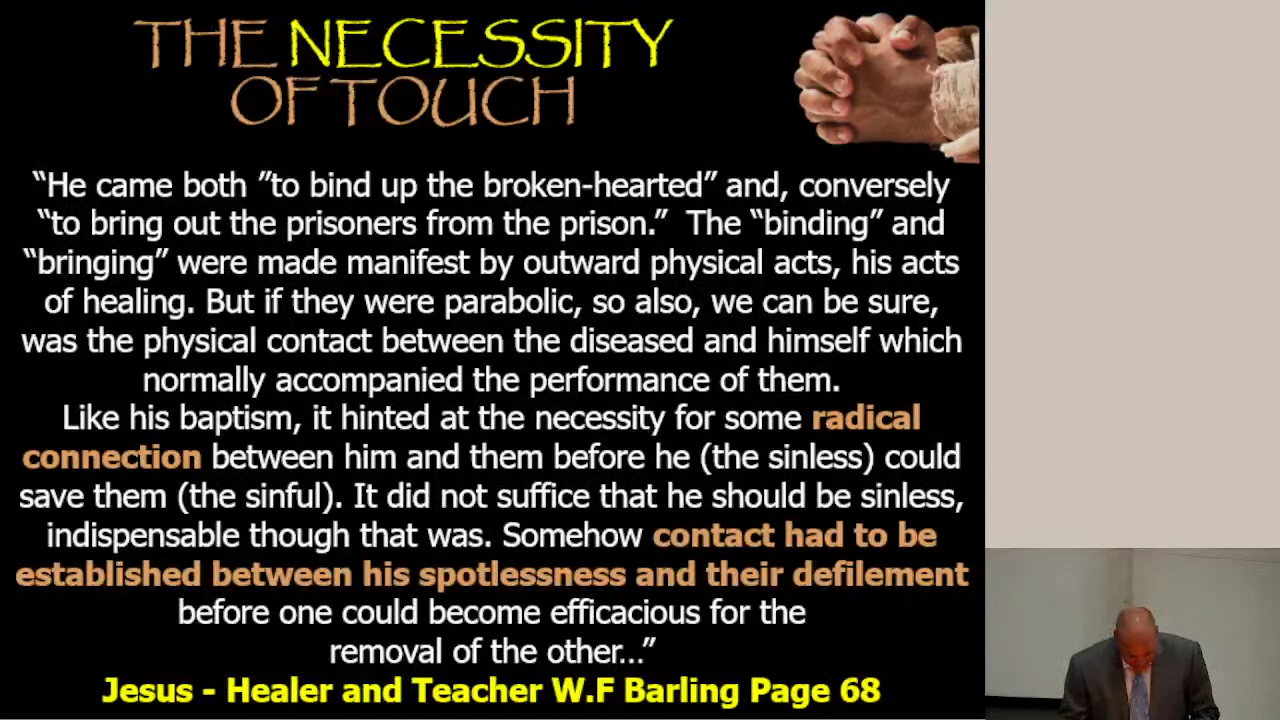 THE NECESSITY
OF TOUCH
“He came both ”to bind up the broken-hearted” and, conversely
“to bring out the prisoners from the prison.” The “binding” and
“bringing” were made manifest by outward physical acts, his acts
of healing. But if they were parabolic, so also, we can be sure,
was the physical contact between the diseased and himself which
normally accompanied the performance of them.
Like his baptism, it hinted at the necessity for some radical
connection between him and them before he (the sinless) could
save them (the sinful). It did not suffice that he should be sinless,
indispensable though that was. Somehow contact had to be
established between his spotlessness and their defilement
before one could become efficacious for the
removal of the other…”
Jesus - Healer and Teacher W.F Barling Page 68